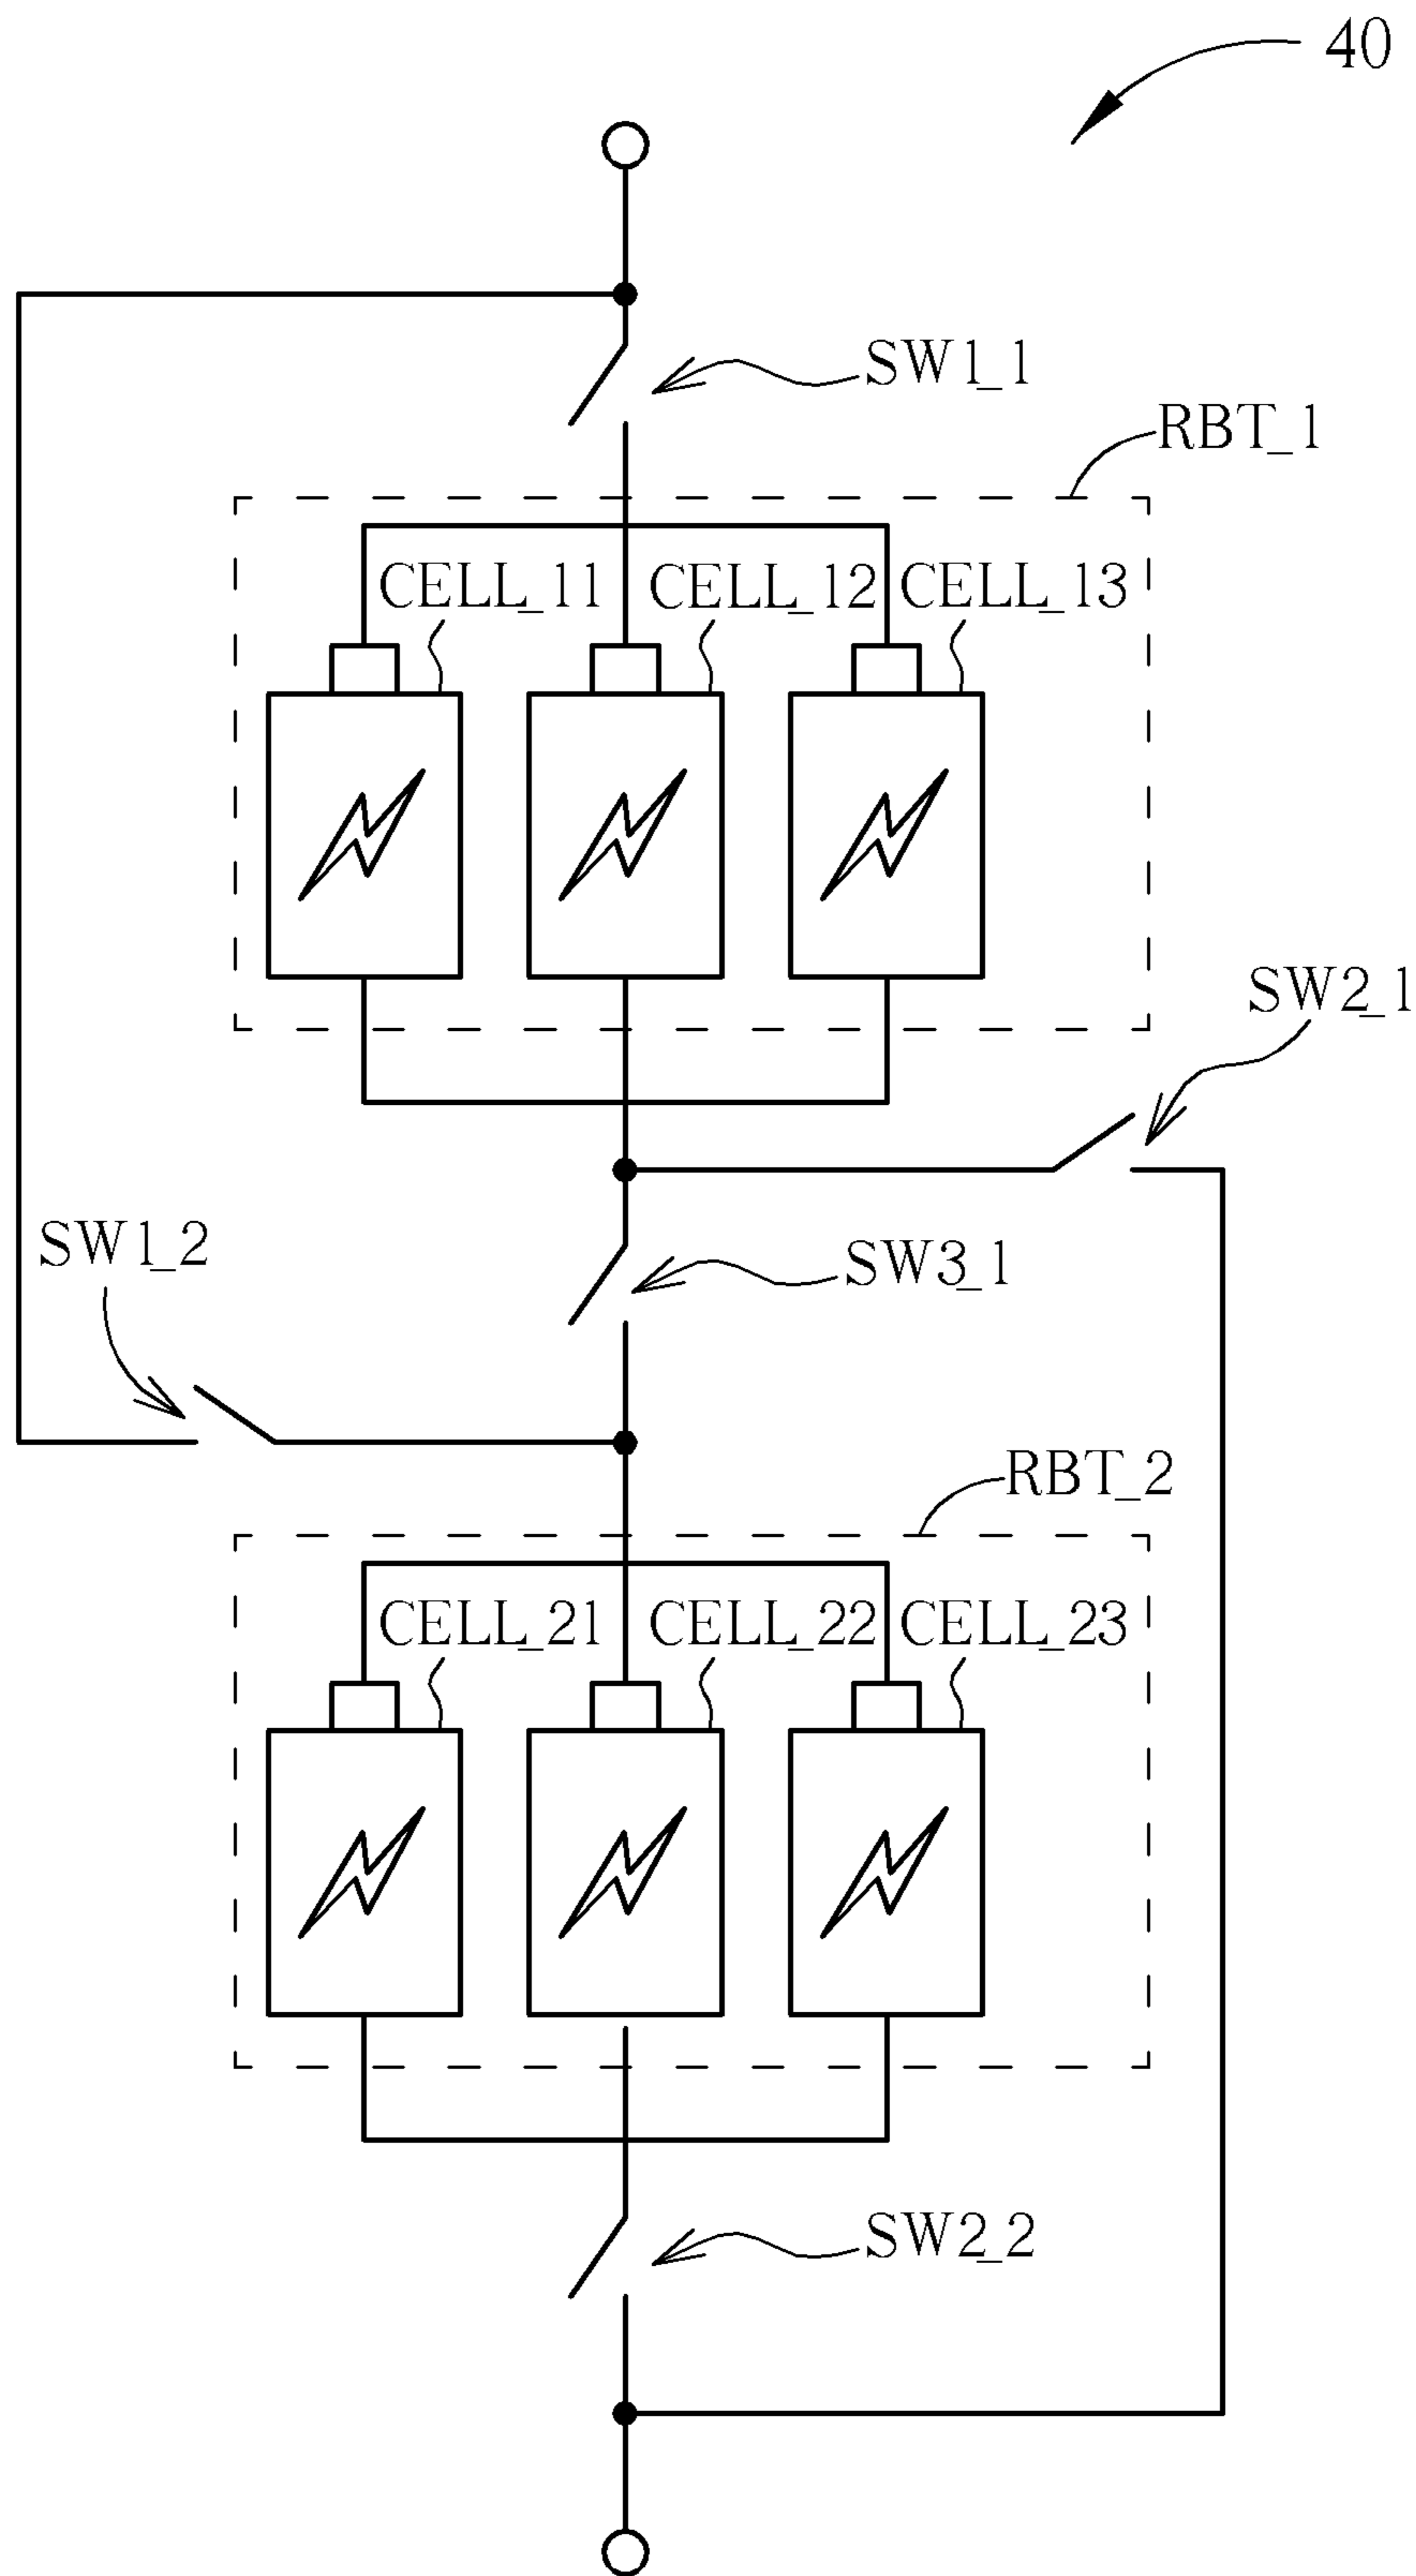 40
SW1_1
RBT_1
CELL_11
CELL_12
CELL_13
SW2_1
SW1_2
SW3_1
RBT_2
CELL_21
CELL_22
CELL_23
SW2_2